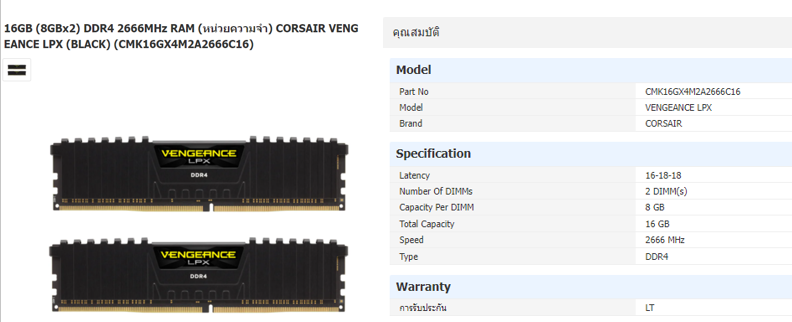 16GB (8GBx2) DDR4 2666MHz RAM (หน่วยความจำ) CORSAIR VENG
EANCE LPX (BLACK) (CMK16GX4M2A2666C16)
VENGEANCE
LPX
DDR4
VENGEANCE
LPX
DDR4
คุณสมบัติ
Model
Part No CMK16GX4M2A2666C16
Model VENGEANCE LPX
Brand CORSAIR
Specification
Latency 16-18-18
Number Of DIMMs 2 DIMM(s)
Capacity Per DIMM 8 GB
Total Capacity 16 GB
Speed 2666 MHz
Type DDR4
Warranty
การรับประกัน LT